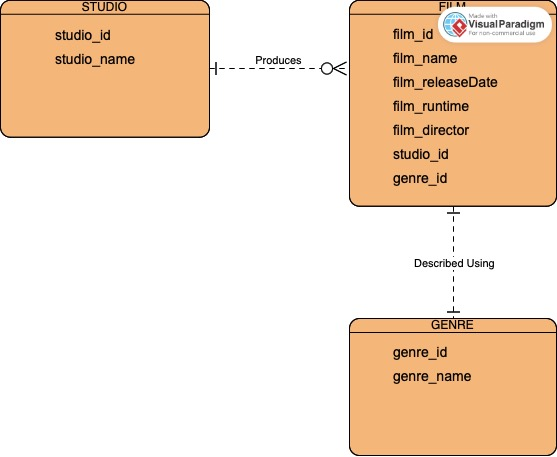 STUDIO
studio_id
studio_name
Produces
FILM
Made with
Visual Paradigm
For non-commercial use
film_id
film_name
film_releaseDate
film_runtime
film_director
studio_id
genre_id
Described Using
GENRE
genre_id
genre_name